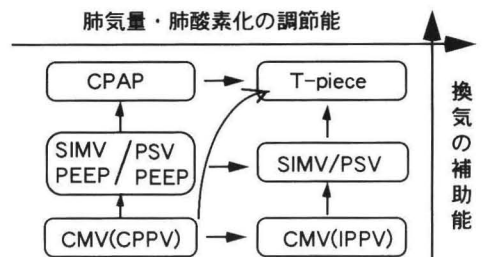 肺気量・肺酸素化の調節能
CPAP
T-piece
SIMV / PSV
PEEP PEEP
SIMV/PSV
CMV(CPPV)
CMV(IPPV)
換気の補助能